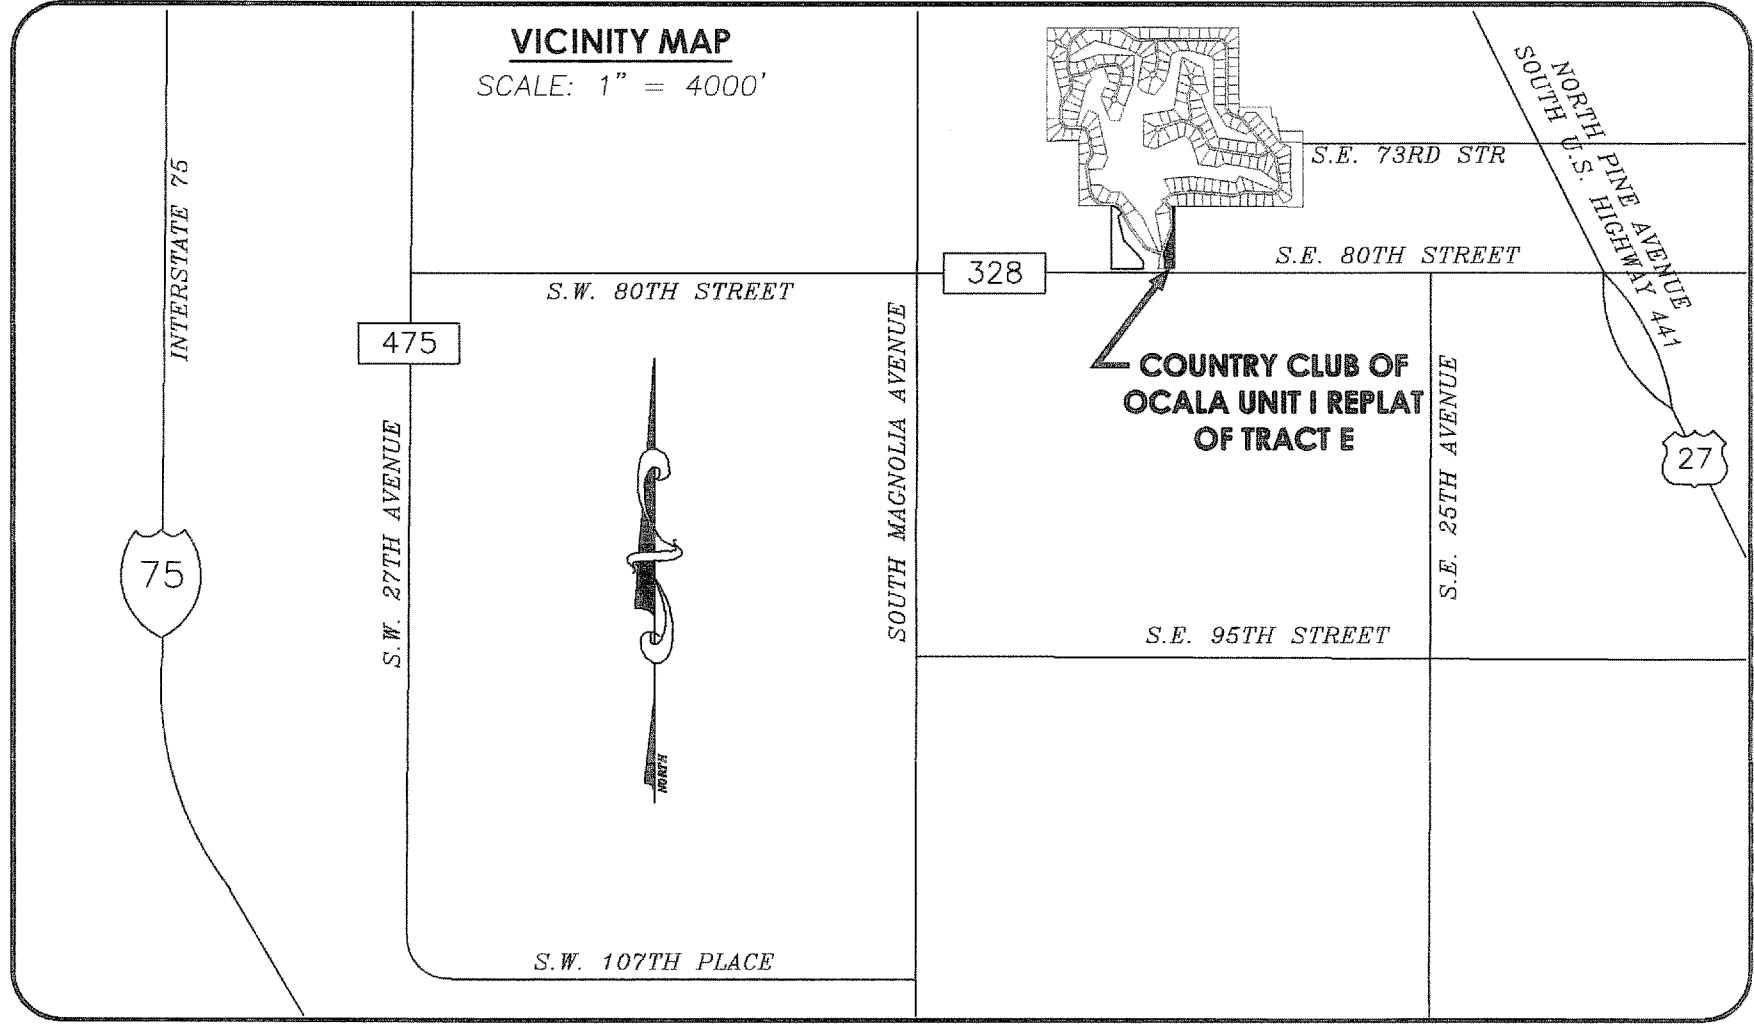 VICINITY MAP
SCALE: 1" = 4000'
INTERSTATE 75
75
S.W. 27TH AVENUE
475
S.W. 80TH STREET
328
S.E. 80TH STREET
S.E. 73RD STR
NORTH PINE AVENUE
SOUTH U.S. HIGHWAY 441
27
SOUTH MAGNOLIA AVENUE
COUNTRY CLUB OF
OCALA UNIT I REPLAT
OF TRACT E
S.E. 25TH AVENUE
S.E. 95TH STREET
NORTH
S.W. 107TH PLACE